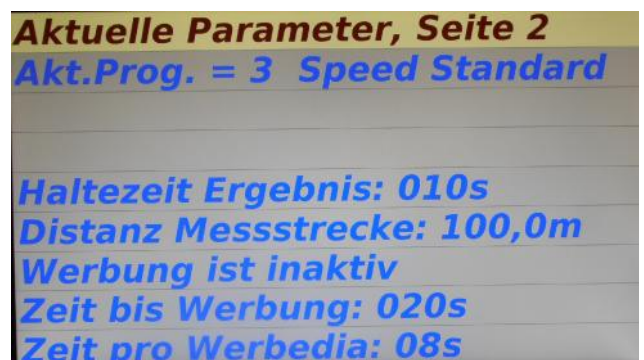 Aktuelle Parameter, Seite 2
Akt.Prog. = 3 Speed Standard
Haltezeit Ergebnis: 010s
Distanz Messstrecke: 100,0m
Werbung ist inaktiv
Zeit bis Werbung: 020s
Zeit pro Werbedia: 08s